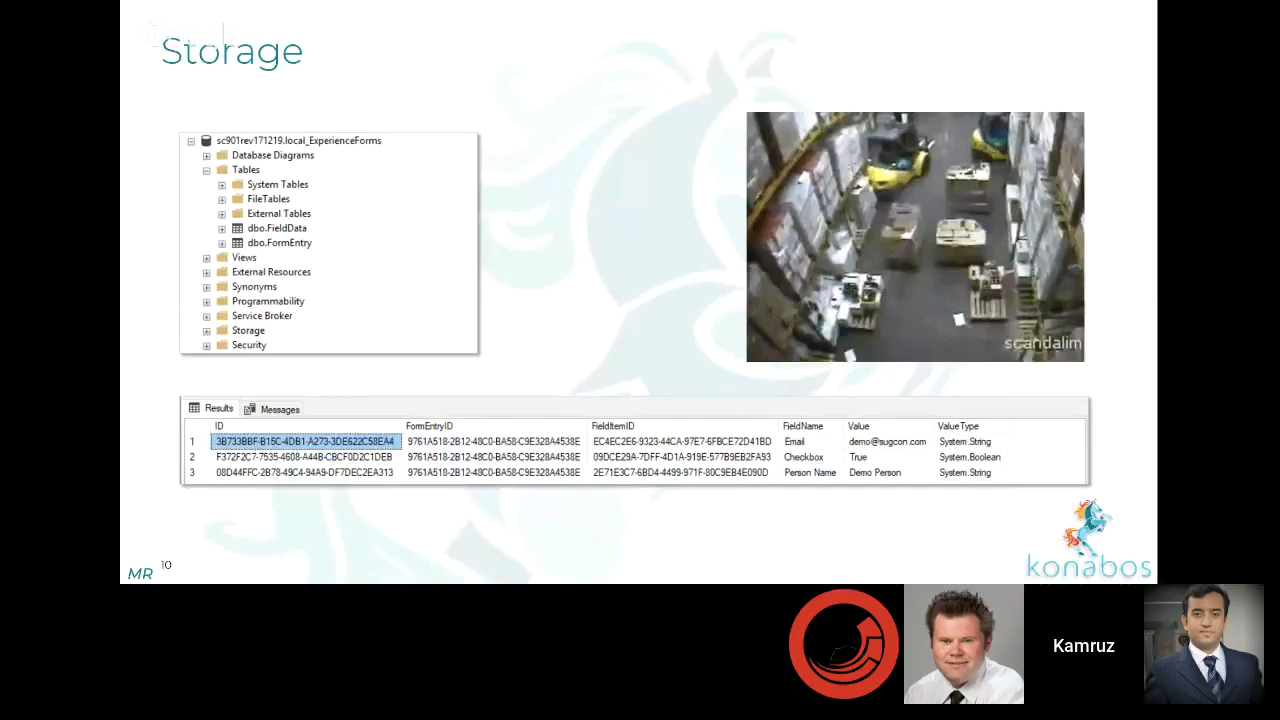 Storage
sc901rev171219.local_ExperienceForms
Database Diagrams
Tables
System Tables
FileTables
External Tables
dbo.FieldData
dbo.FormEntry
Views
External Resources
Synonyms
Programmability
Service Broker
Storage
Security
scandalim
Results Messages
ID FormEntryID FieldItemID FieldName Value ValueType
1 3B733BBF-B15C-4DB1-A273-3DE622C58EA4 9761A518-2B12-48C0-BA58-C9E328A4538E EC4EC2E6-9323-44CA-97E7-6FBCE72D41BD Email demo@sugcon.com System.String
2 F372F2C7-7535-4608-A44B-CBCF0D2C1DEB 9761A518-2B12-48C0-BA58-C9E328A4538E 09DCE29A-7DFF-4D1A-919E-577B9EB2FA93 Checkbox True System.Boolean
3 08D44FFC-2B78-49C4-94A9-DF7DEC2EA313 9761A518-2B12-48C0-BA58-C9E328A4538E 2E71E3C7-6BD4-4499-971F-80C9EB4E090D Person Name Demo Person System.String
konabos
MR 10
Kamruz